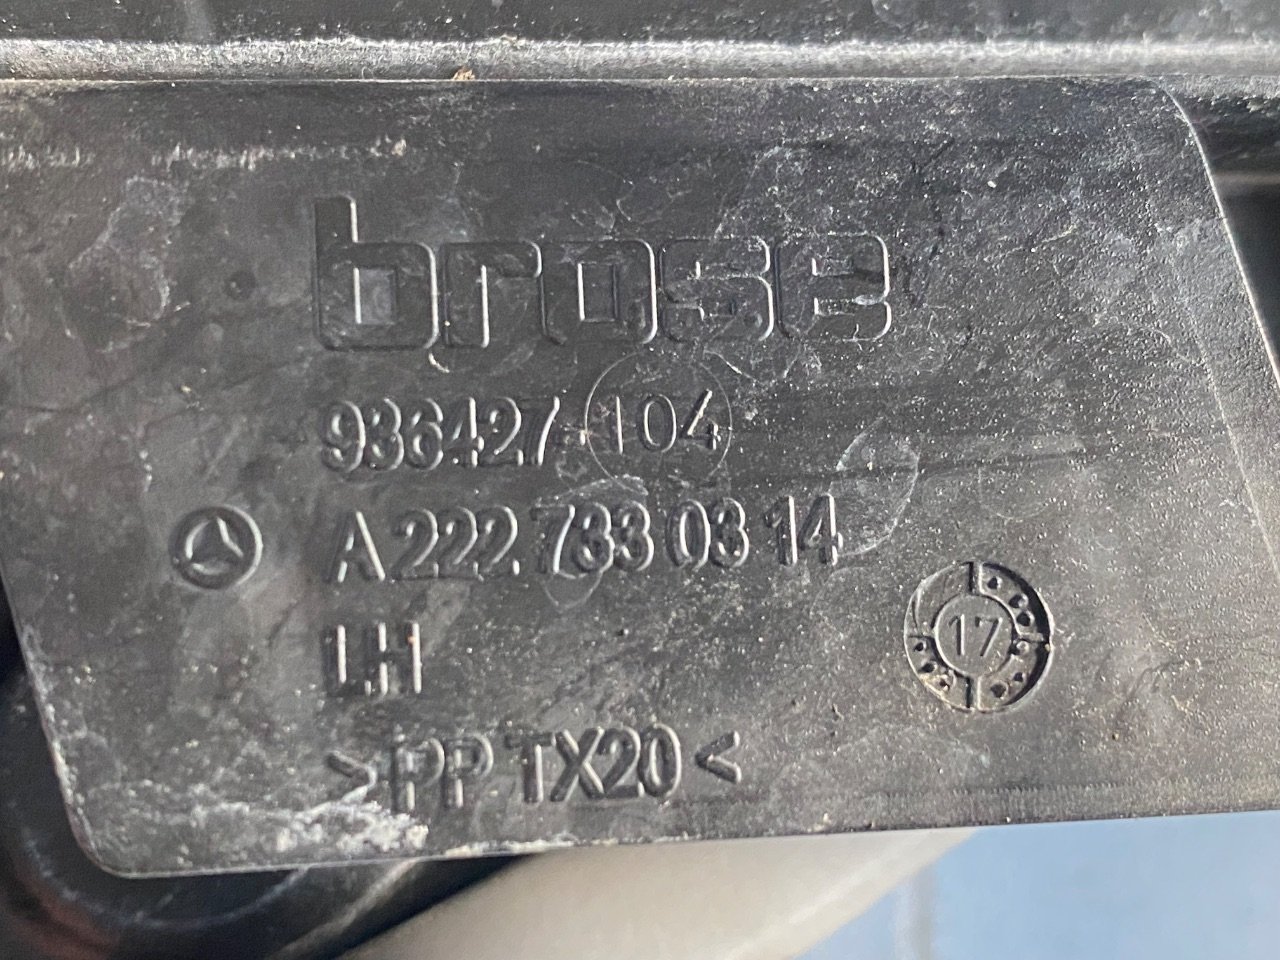 brose
936427-104
A 222 733 03 14
LH
17
>PP TX20<